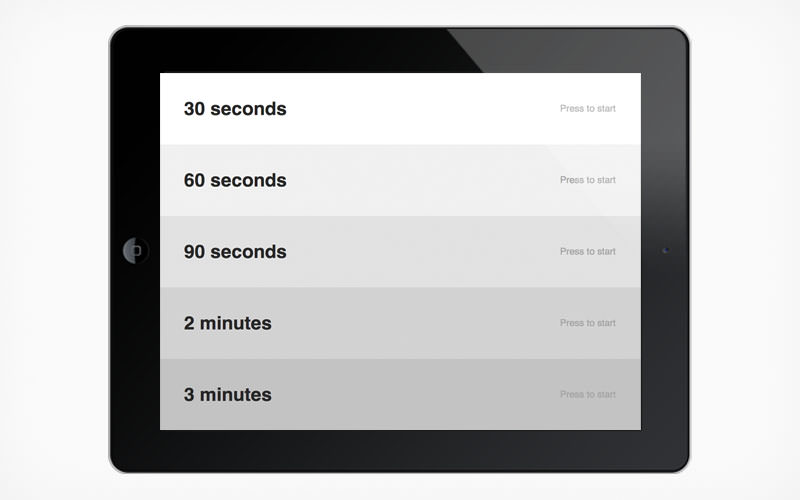 30 seconds Press to start
60 seconds Press to start
90 seconds Press to start
2 minutes Press to start
3 minutes Press to start